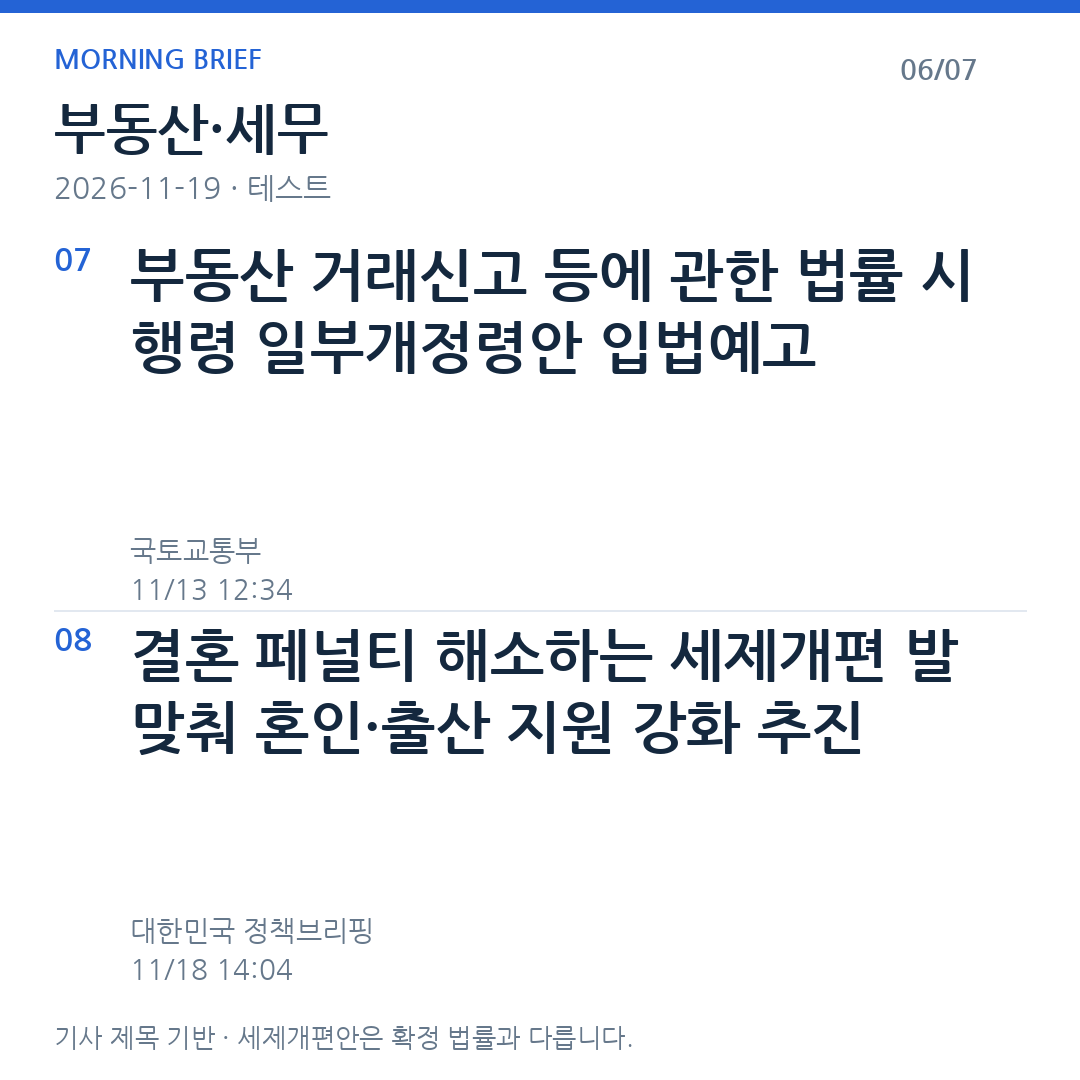 MORNING BRIEF
06/07
부동산·세무
2026-11-19 · 테스트
07
부동산 거래신고 등에 관한 법률 시
행령 일부개정령안 입법예고
국토교통부
11/13 12:34
08
결혼 페널티 해소하는 세제개편 발
맞춰 혼인·출산 지원 강화 추진
대한민국 정책브리핑
11/18 14:04
기사 제목 기반 · 세제개편안은 확정 법률과 다릅니다.